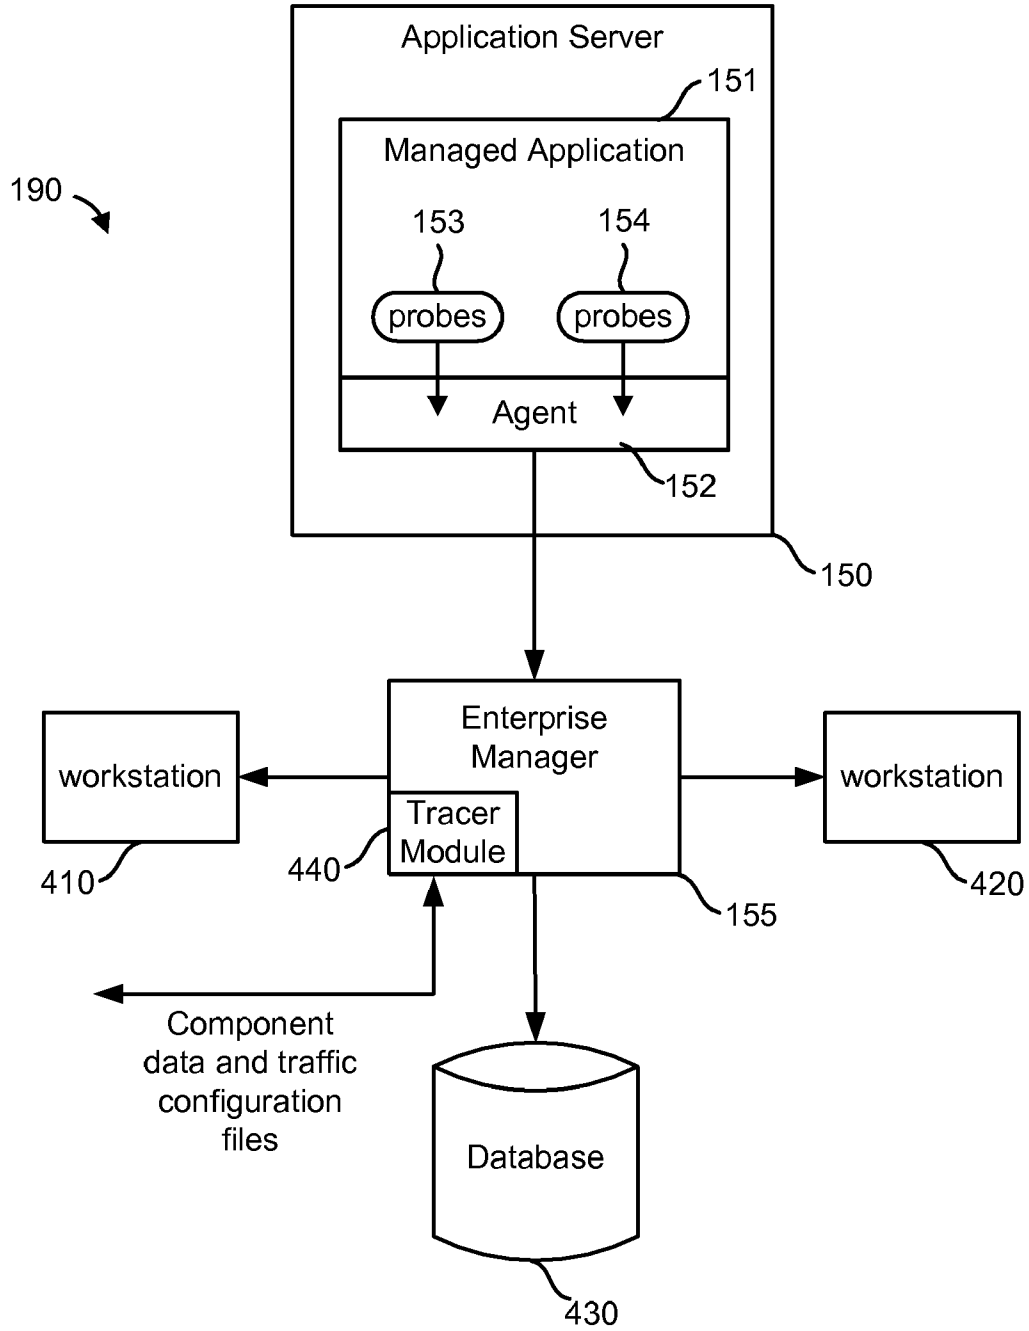 Application Server
151
Managed Application
190
153
154
probes
probes
Agent
152
150
Enterprise
Manager
workstation
workstation
Tracer
Module
440
410
420
155
Component
data and traffic
configuration
files
Database
430